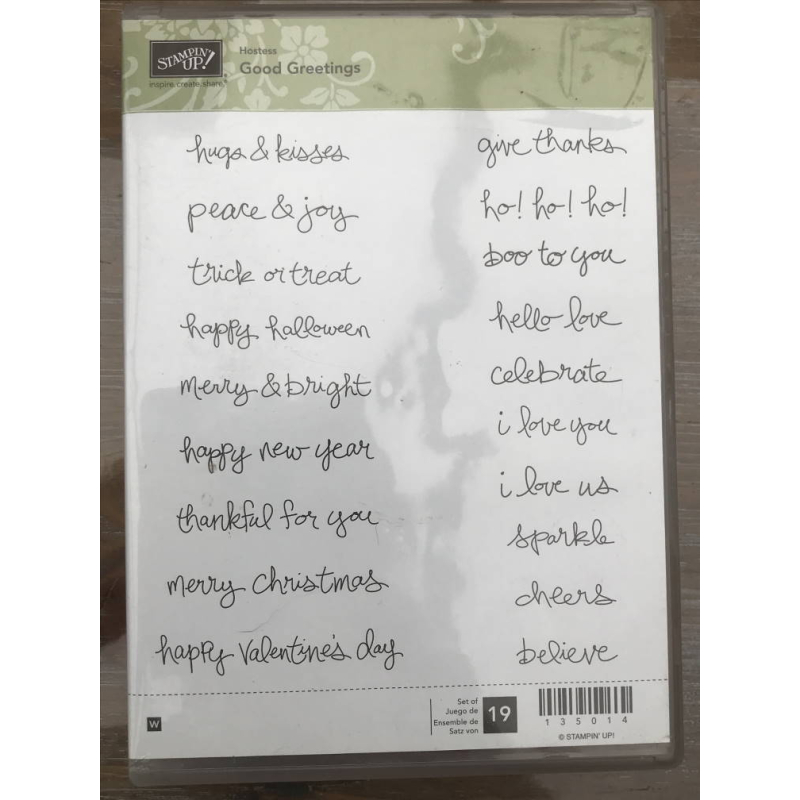 STAMPIN' UP!
inspire. create. share.
Hostess
Good Greetings
hugs & kisses
peace & joy
trick or treat
happy halloween
merry & bright
happy new year
thankful for you
merry christmas
happy valentine's day
give thanks
ho! ho! ho!
boo to you
hello love
celebrate
i love you
i love us
sparkle
cheers
believe
W
Set of
Juego de
Ensemble de
Satz von
19
135014
© STAMPIN' UP!